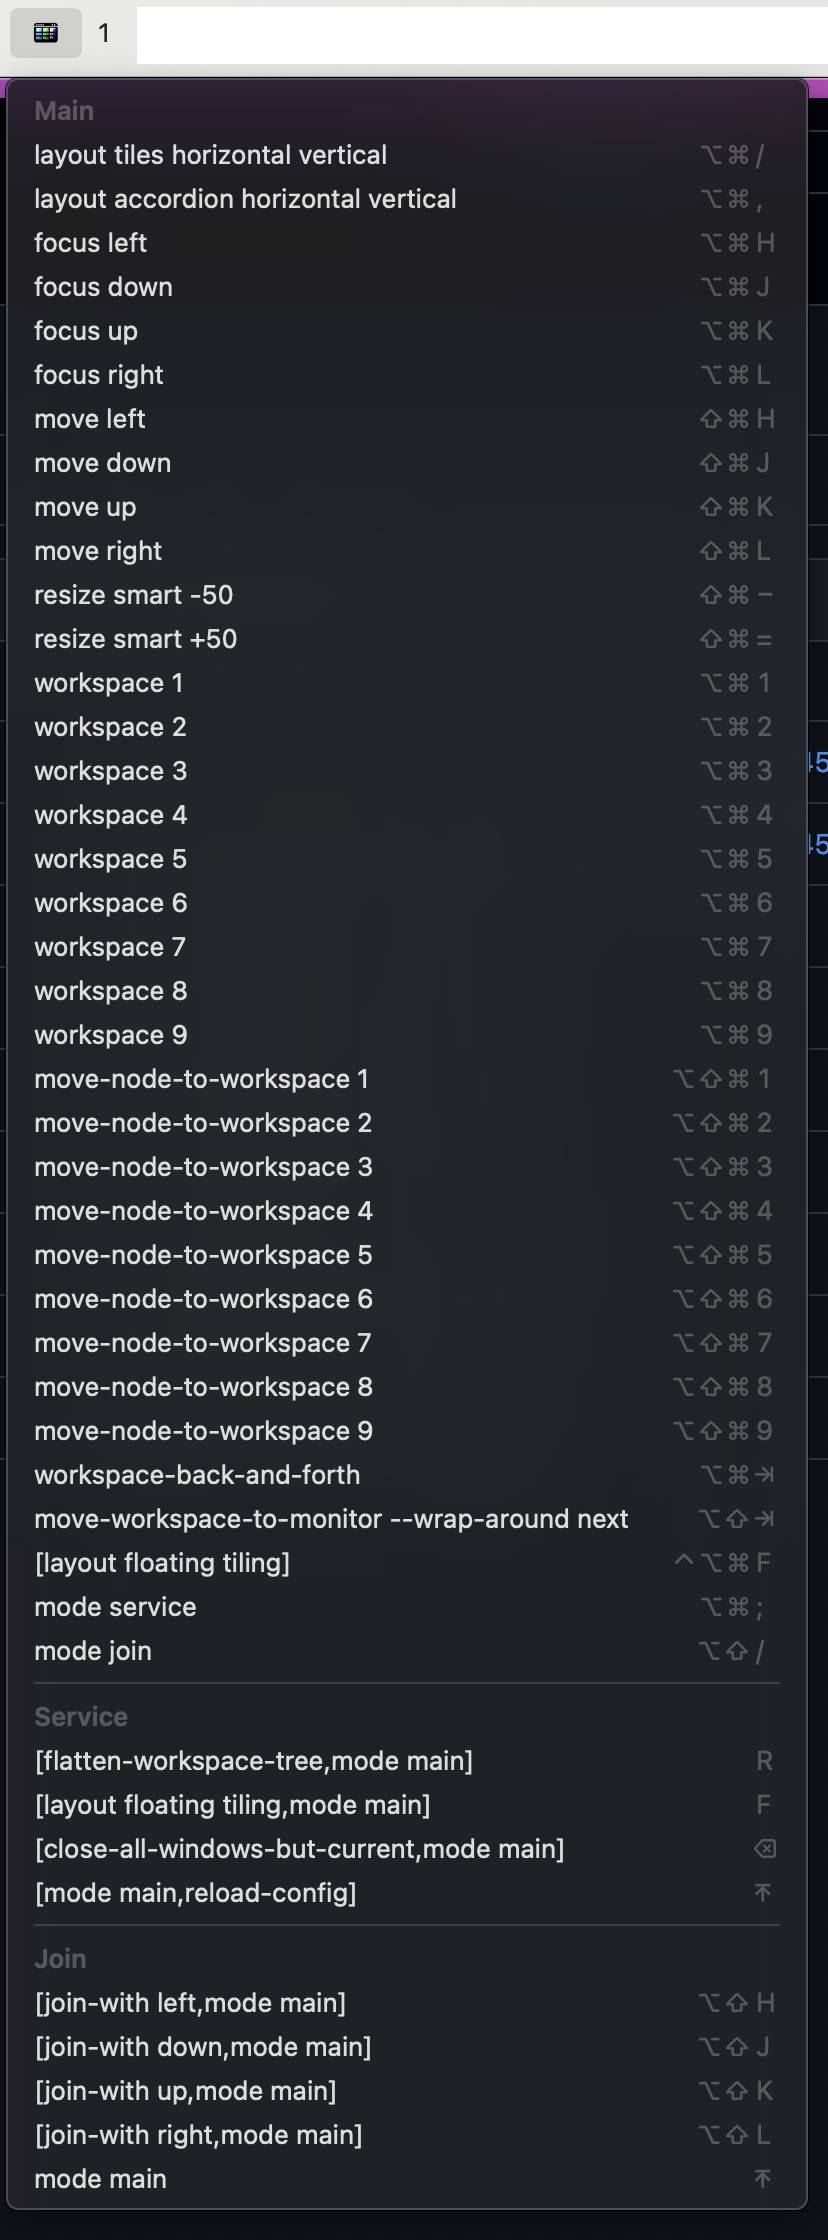 1
Main
layout tiles horizontal vertical ⌥⌘/
layout accordion horizontal vertical ⌥⌘,
focus left ⌥⌘H
focus down ⌥⌘J
focus up ⌥⌘K
focus right ⌥⌘L
move left ⇧⌘H
move down ⇧⌘J
move up ⇧⌘K
move right ⇧⌘L
resize smart -50 ⇧⌘−
resize smart +50 ⇧⌘=
workspace 1 ⌥⌘1
workspace 2 ⌥⌘2
workspace 3 ⌥⌘3
workspace 4 ⌥⌘4
workspace 5 ⌥⌘5
workspace 6 ⌥⌘6
workspace 7 ⌥⌘7
workspace 8 ⌥⌘8
workspace 9 ⌥⌘9
move-node-to-workspace 1 ⌥⇧⌘1
move-node-to-workspace 2 ⌥⇧⌘2
move-node-to-workspace 3 ⌥⇧⌘3
move-node-to-workspace 4 ⌥⇧⌘4
move-node-to-workspace 5 ⌥⇧⌘5
move-node-to-workspace 6 ⌥⇧⌘6
move-node-to-workspace 7 ⌥⇧⌘7
move-node-to-workspace 8 ⌥⇧⌘8
move-node-to-workspace 9 ⌥⇧⌘9
workspace-back-and-forth ⌥⌘⇥
move-workspace-to-monitor --wrap-around next ⌥⇧⇥
[layout floating tiling] ^⌥⌘F
mode service ⌥⌘;
mode join ⌥⇧/
Service
[flatten-workspace-tree,mode main] R
[layout floating tiling,mode main] F
[close-all-windows-but-current,mode main] ⌫
[mode main,reload-config] ⤒
Join
[join-with left,mode main] ⌥⇧H
[join-with down,mode main] ⌥⇧J
[join-with up,mode main] ⌥⇧K
[join-with right,mode main] ⌥⇧L
mode main ⤒